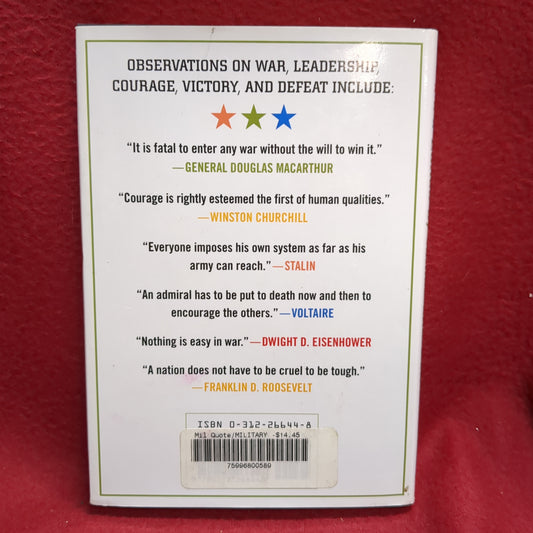 OBSERVATIONS ON WAR, LEADERSHIP,
COURAGE, VICTORY, AND DEFEAT INCLUDE:
“It is fatal to enter any war without the will to win it.”
—GENERAL DOUGLAS MACARTHUR
“Courage is rightly esteemed the first of human qualities.”
—WINSTON CHURCHILL
“Everyone imposes his own system as far as his
army can reach.”—STALIN
“An admiral has to be put to death now and then to
encourage the others.”—VOLTAIRE
“Nothing is easy in war.”—DWIGHT D. EISENHOWER
“A nation does not have to be cruel to be tough.”
—FRANKLIN D. ROOSEVELT
ISBN 0-312-26644-8
Mil Quote/MILITARY -$14.45
75996800589